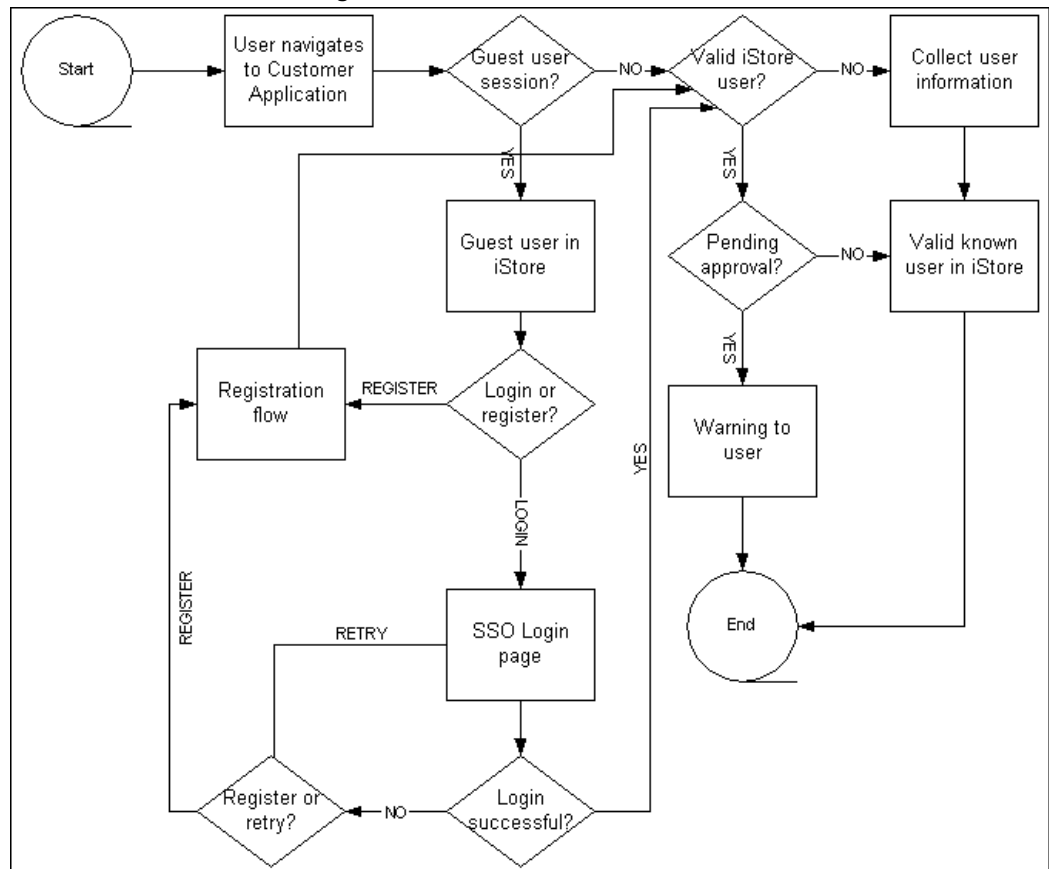 Start
User navigates
to Customer
Application
Guest user
session?
NO
Valid iStore
user?
NO
Collect user
information
YES
YES
Guest user in
iStore
Pending
approval?
NO
Valid known
user in iStore
YES
Registration
flow
REGISTER
Login or
register?
Warning to
user
YES
LOGIN
REGISTER
RETRY
SSO Login
page
End
Register or
retry?
NO
Login
successful?